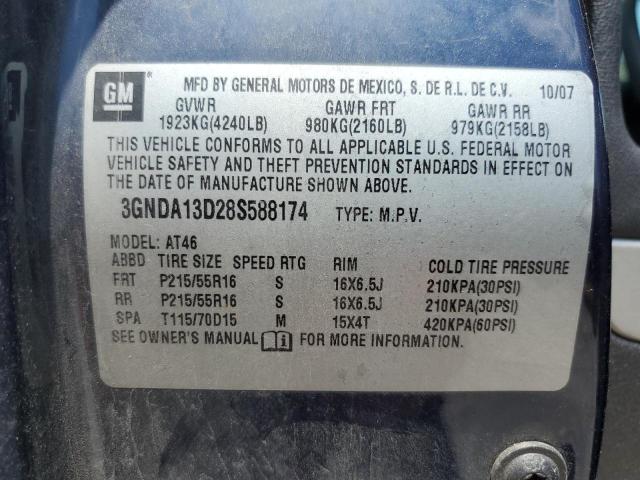 GM ® MFD BY GENERAL MOTORS DE MEXICO, S. DE R.L. DE C.V. 10/07
GVWR GAWR FRT GAWR RR
1923KG(4240LB) 980KG(2160LB) 979KG(2158LB)
THIS VEHICLE CONFORMS TO ALL APPLICABLE U.S. FEDERAL MOTOR
VEHICLE SAFETY AND THEFT PREVENTION STANDARDS IN EFFECT ON THE
DATE OF MANUFACTURE SHOWN ABOVE.
3GNDA13D28S588174 TYPE: M.P.V.
MODEL: AT46
ABBD TIRE SIZE SPEED RTG RIM COLD TIRE PRESSURE
FRT P215/55R16 S 16X6.5J 210KPA(30PSI)
RR P215/55R16 S 16X6.5J 210KPA(30PSI)
SPA T115/70D15 M 15X4T 420KPA(60PSI)
SEE OWNER'S MANUAL i FOR MORE INFORMATION.